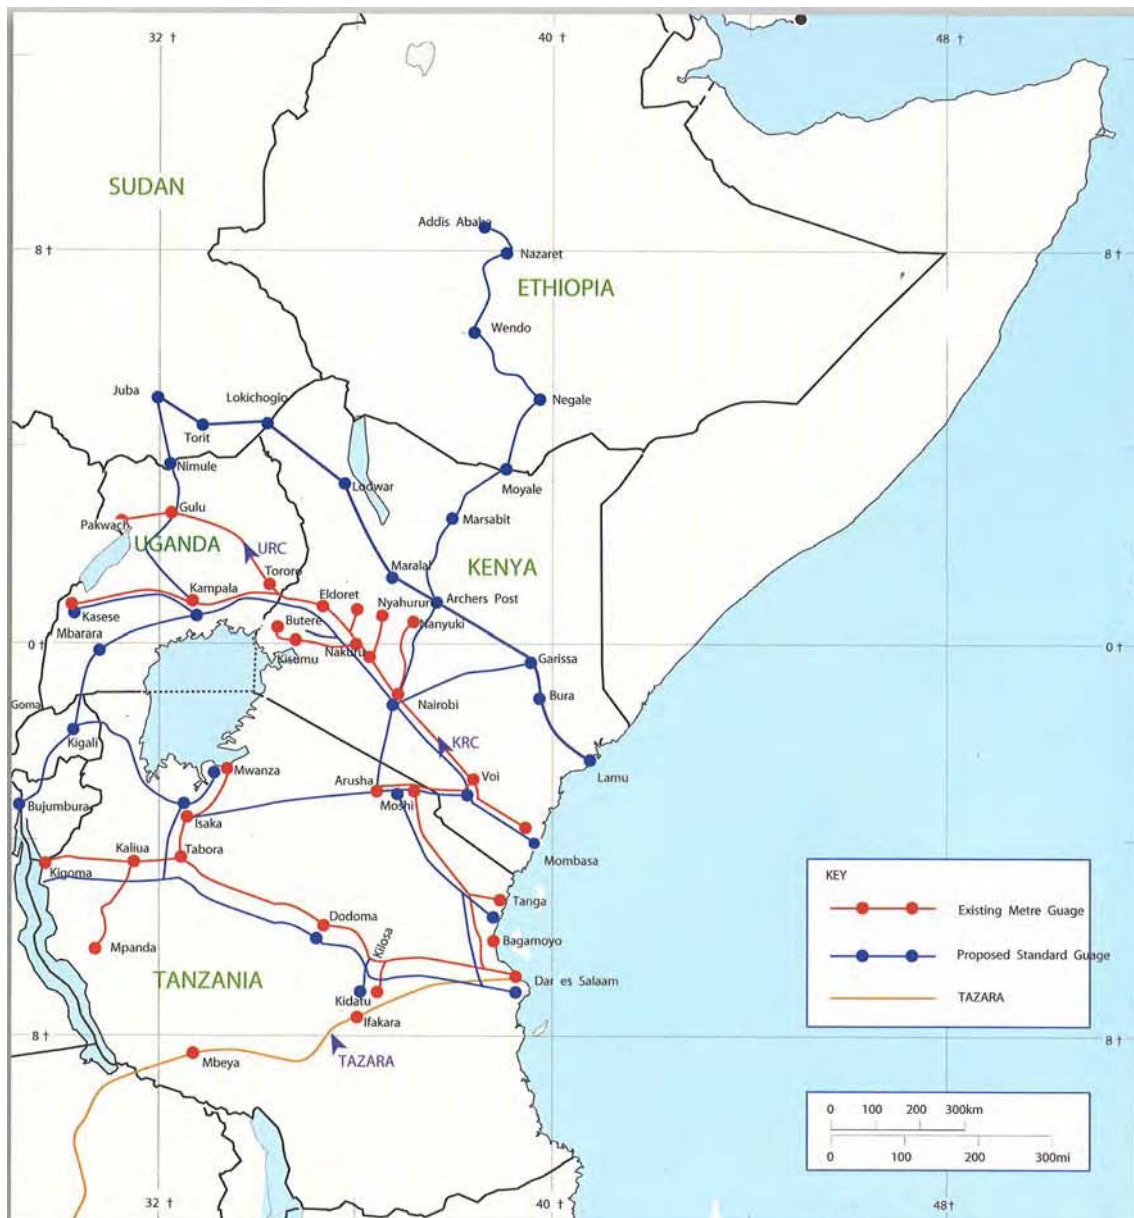 32 †
40 †
48 †
SUDAN
Addis Ababa
8 †
Nazaret
8 †
ETHIOPIA
Wendo
Juba
Lokichogio
Negale
Torit
Nimule
Moyale
Lodwar
Gulu
Pakwach
Marsabit
UGANDA
URC
KENYA
Maralal
Tororo
Kampala
Eldoret
Nyahururu
Archers Post
Kasese
Butere
Nanyuki
Mbarara
0 †
Kisumu
Nakuru
Garissa
0 †
Goma
Nairobi
Bura
Kigali
KRC
Mwanza
Arusha
Voi
Lamu
Bujumbura
Moshi
Isaka
Kaliua
Tabora
Mombasa
Kigoma
KEY
Tanga
Existing Metre Guage
Dodoma
Mpanda
Kilosa
Bagamoyo
Proposed Standard Guage
TANZANIA
Dar es Salaam
Kidatu
TAZARA
Ifakara
8 †
8 †
Mbeya
TAZARA
0 100 200 300km
0 100 200 300mi
32 †
40 †
48†